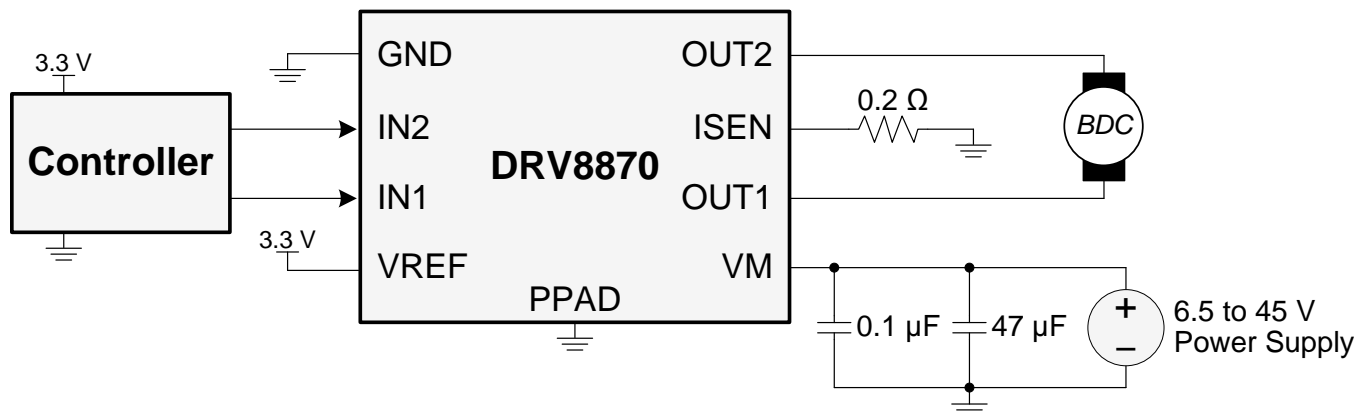 3.3 V
Controller
GND
IN2
IN1
3.3 V
VREF
DRV8870
PPAD
OUT2
ISEN
OUT1
VM
0.2 Ω
BDC
0.1 µF
47 µF
+
–
6.5 to 45 V
Power Supply